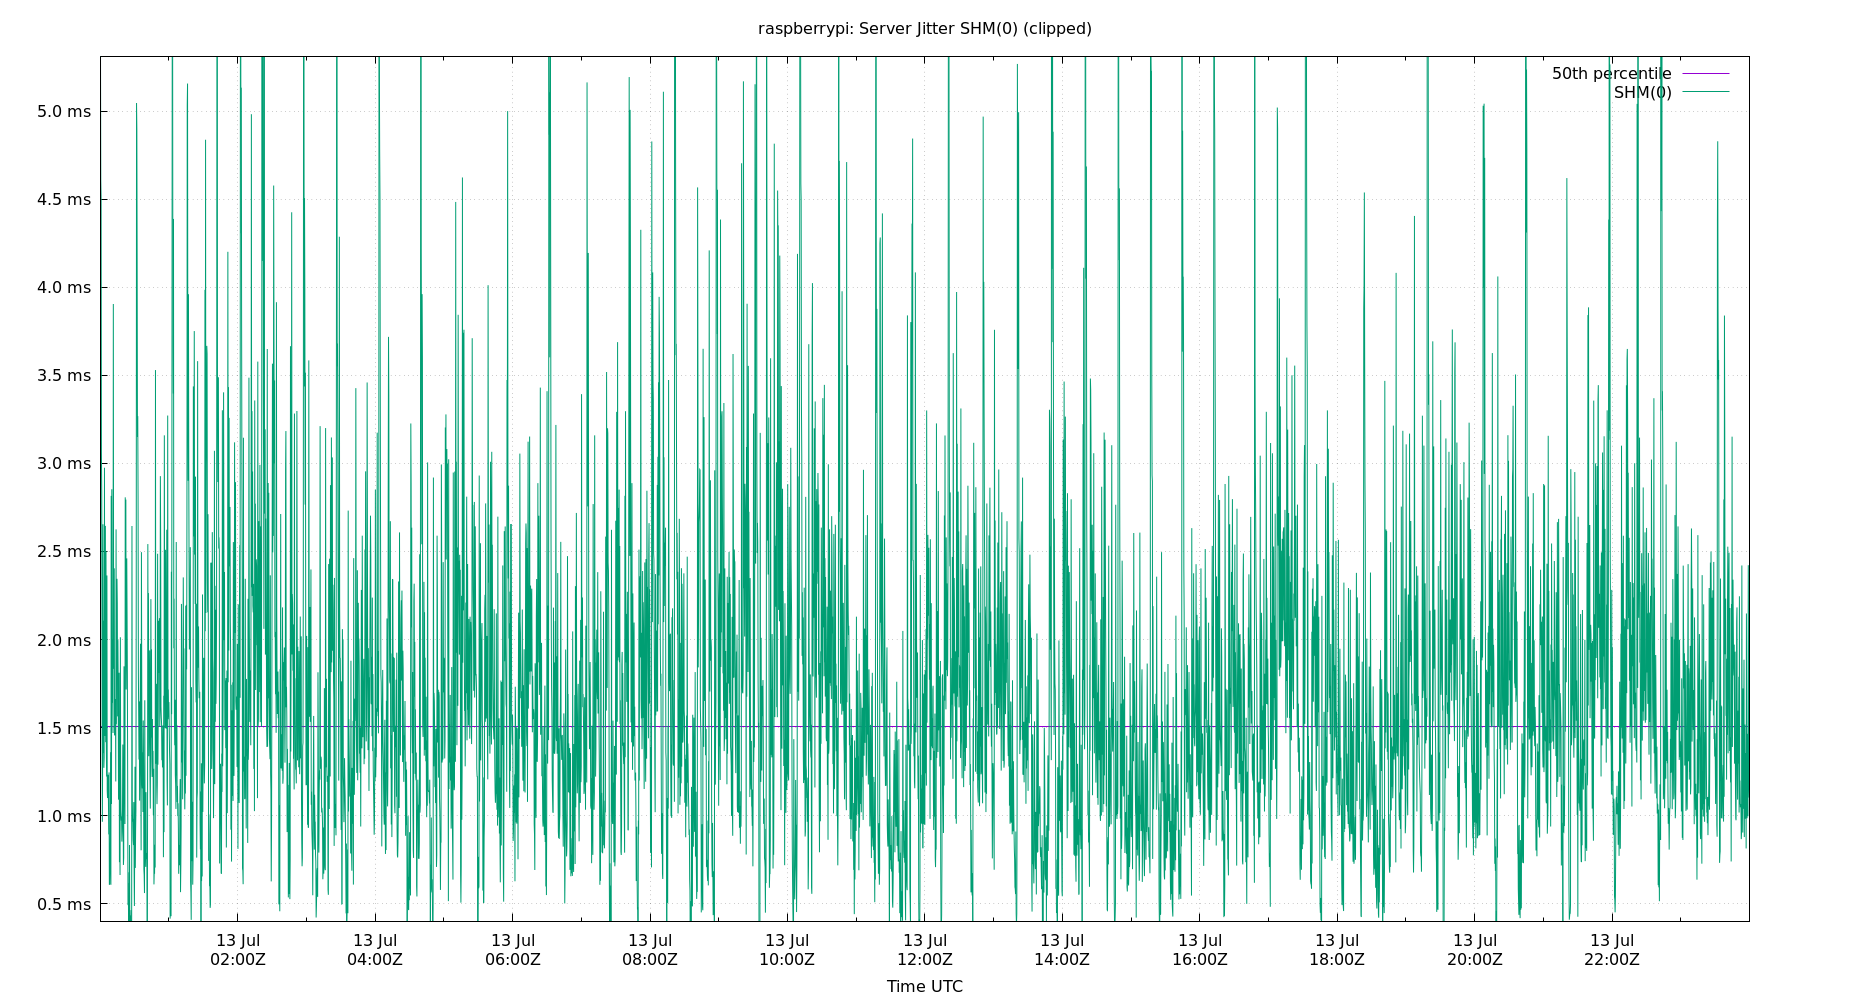 raspberrypi: Server Jitter SHM(0) (clipped)
50th percentile
SHM(0)
5.0 ms
4.5 ms
4.0 ms
3.5 ms
3.0 ms
2.5 ms
2.0 ms
1.5 ms
1.0 ms
0.5 ms
13 Jul 13 Jul 13 Jul 13 Jul 13 Jul 13 Jul 13 Jul 13 Jul 13 Jul 13 Jul 13 Jul
02:00Z 04:00Z 06:00Z 08:00Z 10:00Z 12:00Z 14:00Z 16:00Z 18:00Z 20:00Z 22:00Z
Time UTC